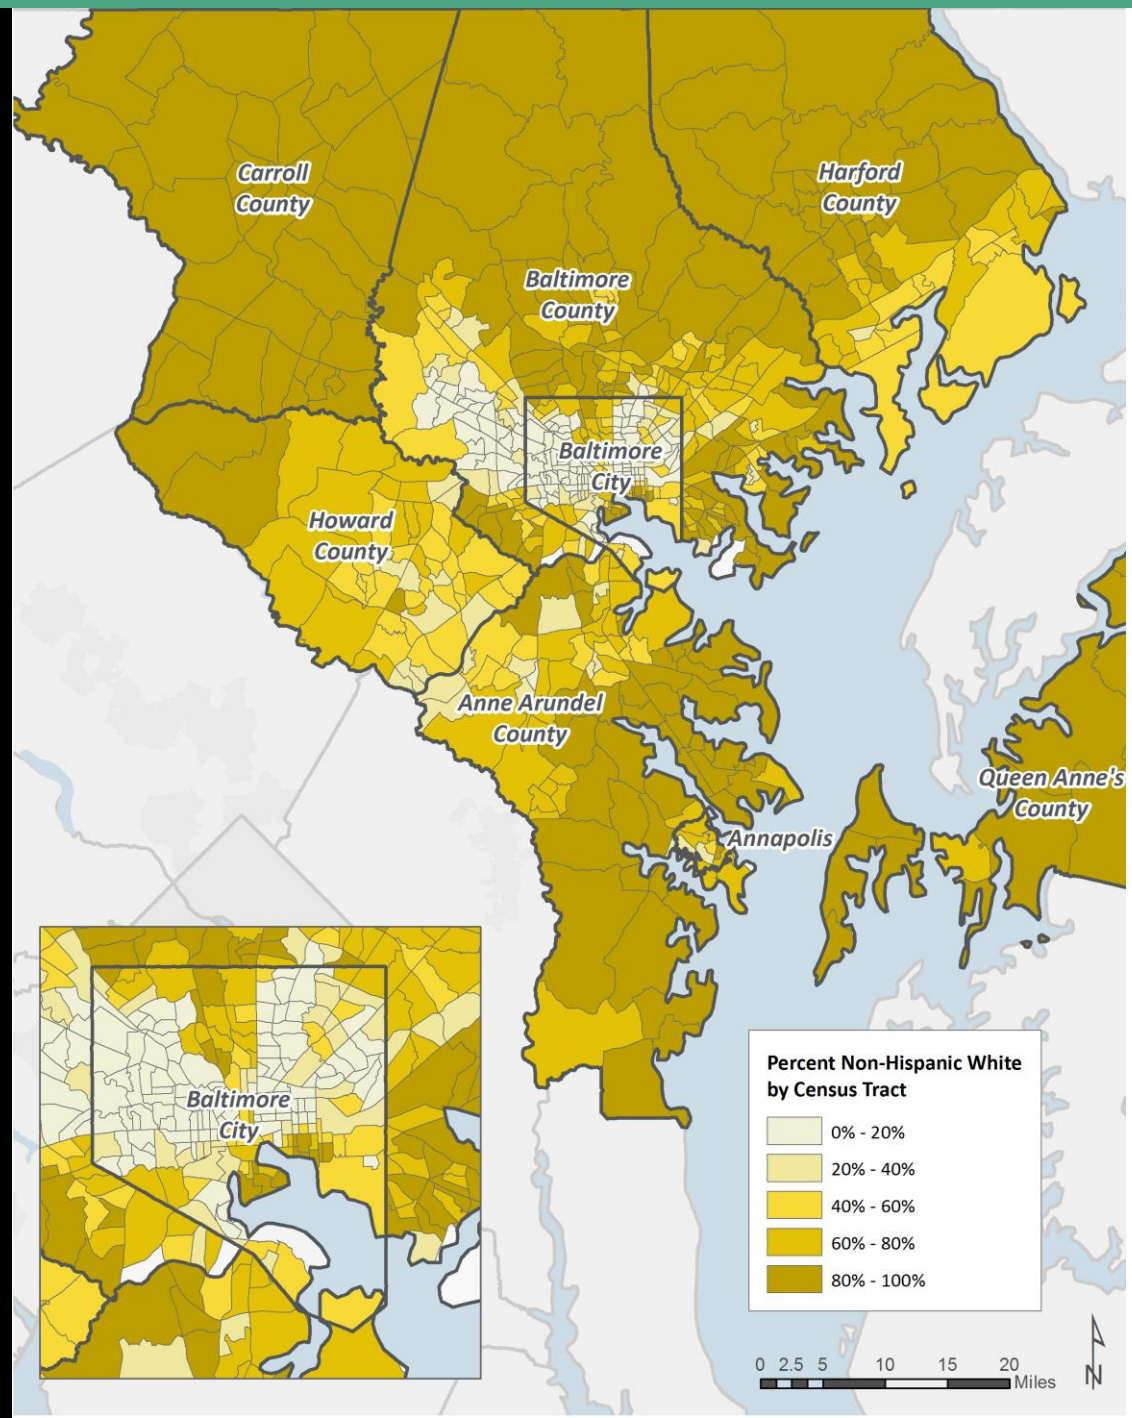 Carroll
County
Harford
County
Baltimore
County
Baltimore
City
Howard
County
Anne Arundel
County
Queen Anne's
County
Annapolis
Baltimore
City
Percent Non-Hispanic White
by Census Tract
0% - 20%
20% - 40%
40% - 60%
60% - 80%
80% - 100%
0 2.5 5 10 15 20
Miles
N